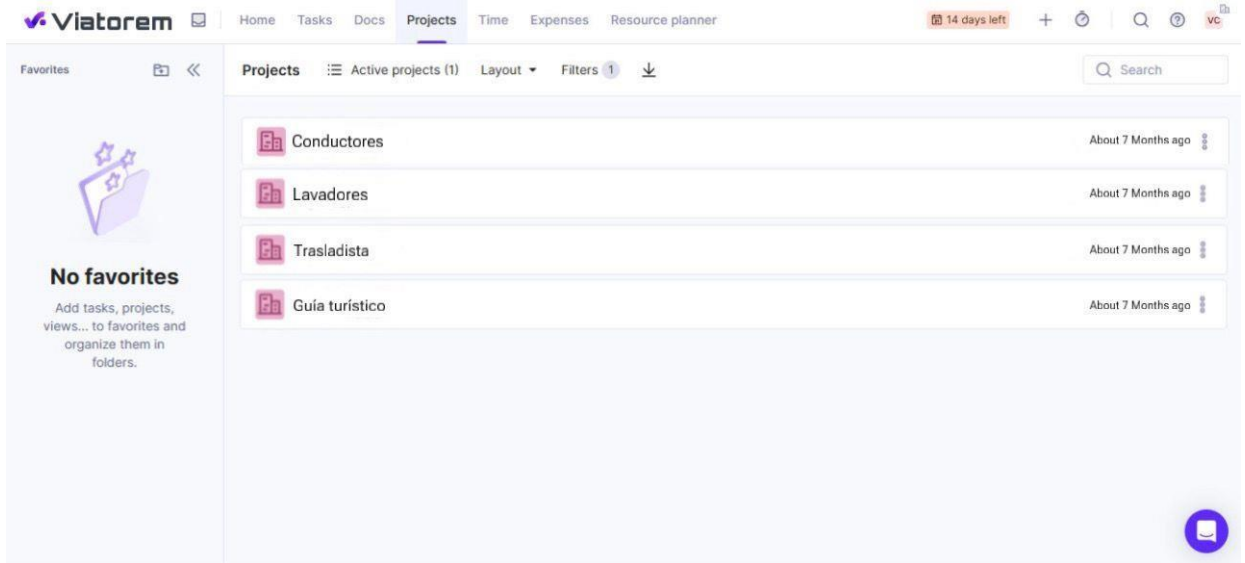 Viatorem
Home Tasks Docs Projects Time Expenses Resource planner 14 days left VC
Favorites
Projects Active projects (1) Layout Filters 1 Search
Conductores About 7 Months ago
Lavadores About 7 Months ago
Trasladista About 7 Months ago
Guía turístico About 7 Months ago
No favorites
Add tasks, projects,
views... to favorites and
organize them in
folders.